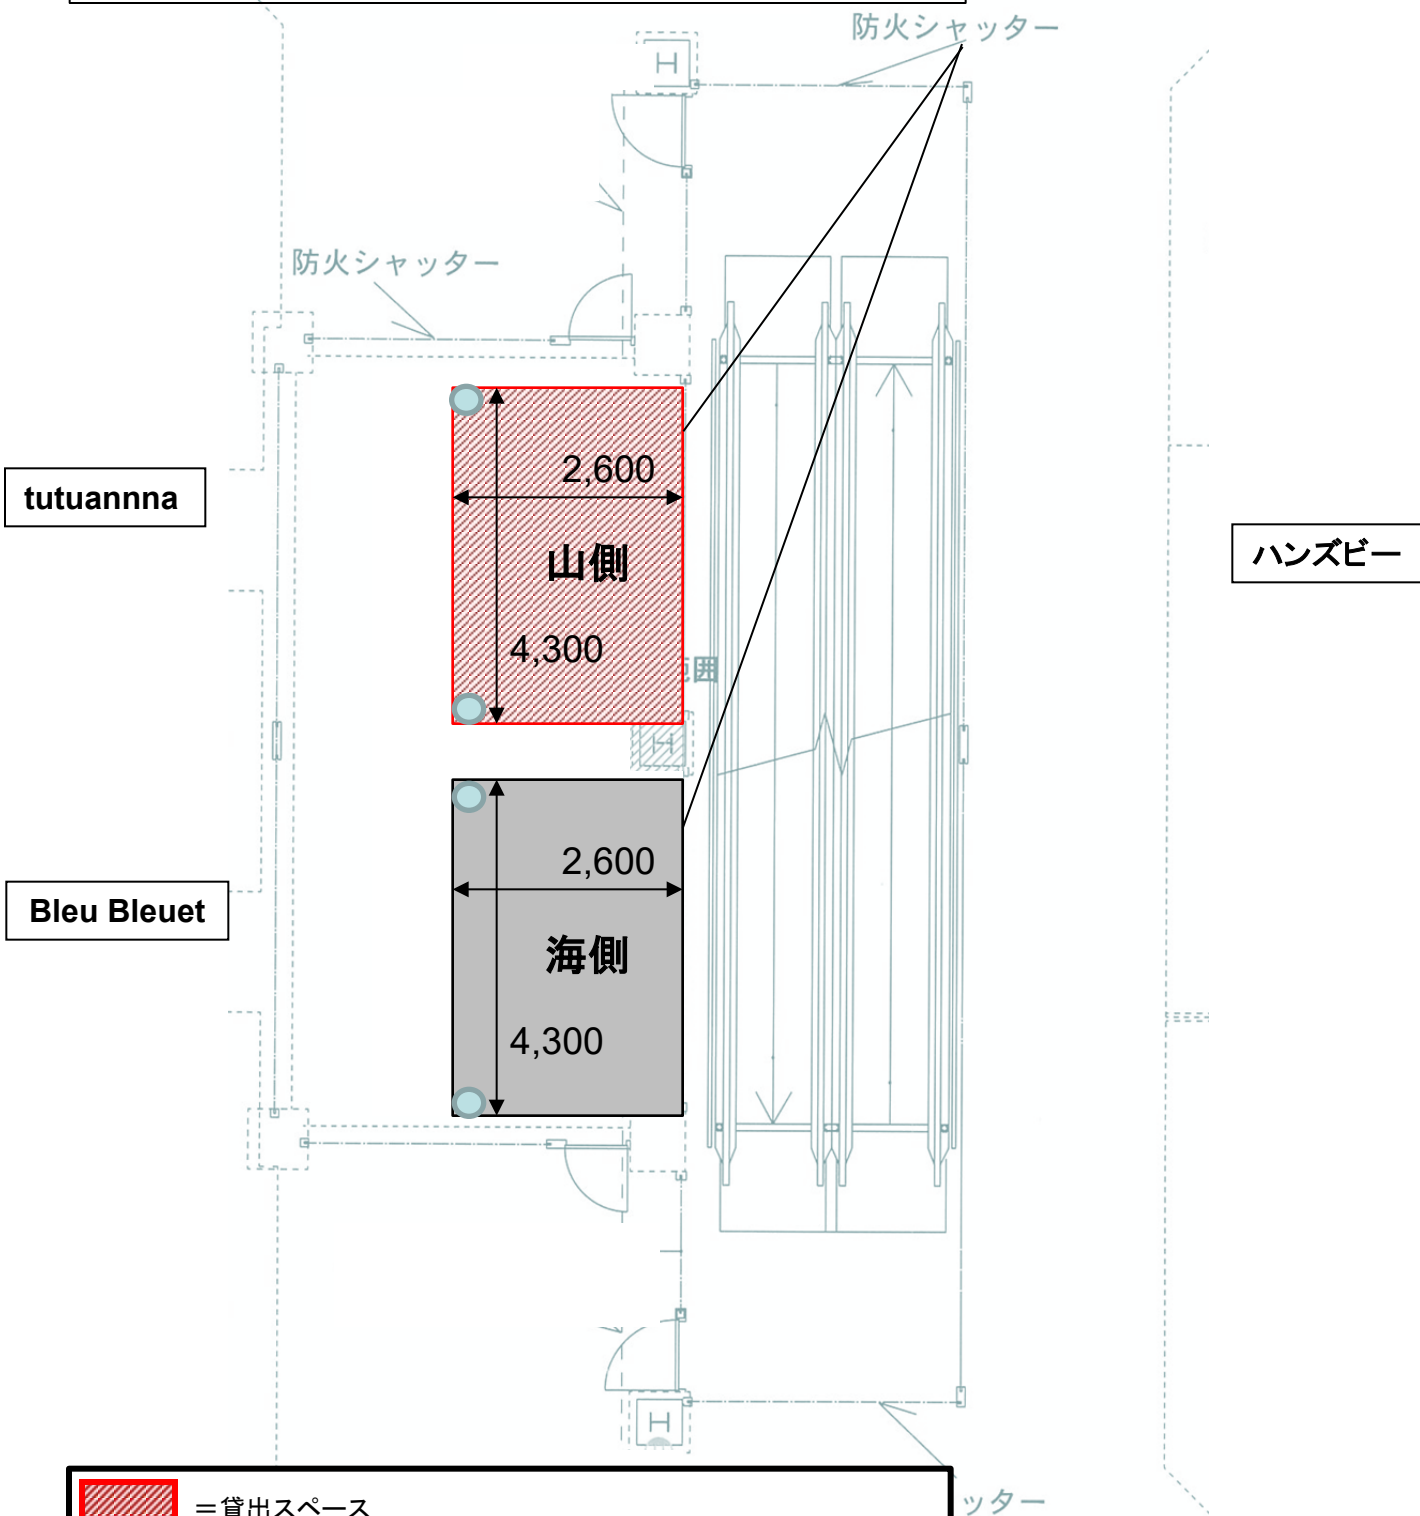 防火シャッター
H
防火シャッター
2,600
tutuannna
ハンズビー
山側
4,300
囲
H
2,600
Bleu Bleuet
海側
4,300
H
＝貸出スペース
ッター